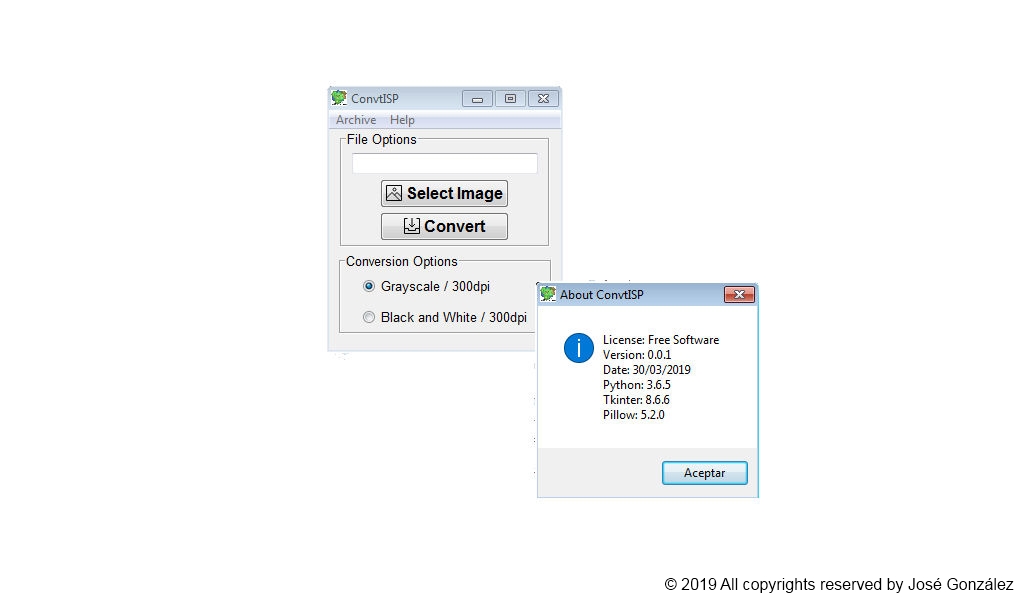 ConvtISP
Archive Help
File Options
Select Image
Convert
Conversion Options
Grayscale / 300dpi
Black and White / 300dpi
About ConvtISP
License: Free Software
Version: 0.0.1
Date: 30/03/2019
Python: 3.6.5
Tkinter: 8.6.6
Pillow: 5.2.0
Aceptar
© 2019 All copyrights reserved by José González